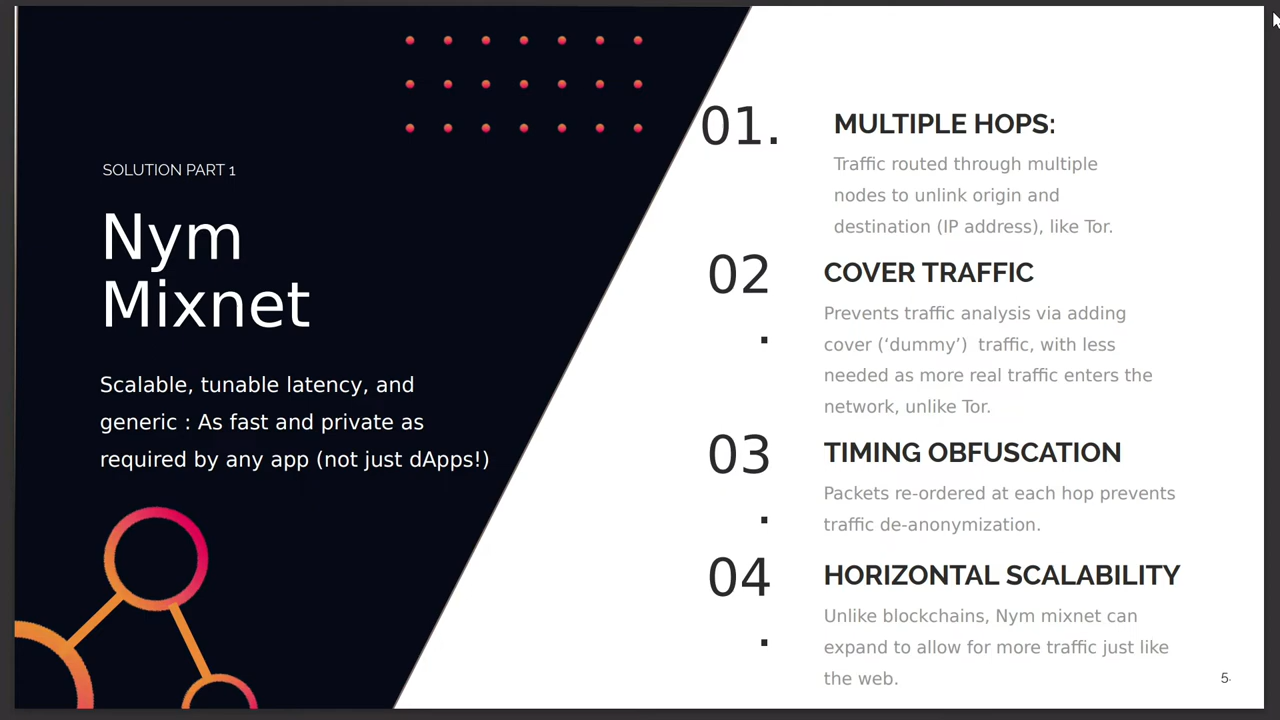 SOLUTION PART 1
Nym
Mixnet
Scalable, tunable latency, and
generic : As fast and private as
required by any app (not just dApps!)
01.
MULTIPLE HOPS:
Traffic routed through multiple
nodes to unlink origin and
destination (IP address), like Tor.
02
.
COVER TRAFFIC
Prevents traffic analysis via adding
cover (‘dummy’)  traffic, with less
needed as more real traffic enters the
network, unlike Tor.
03
.
TIMING OBFUSCATION
Packets re-ordered at each hop prevents
traffic de-anonymization.
04
.
HORIZONTAL SCALABILITY
Unlike blockchains, Nym mixnet can
expand to allow for more traffic just like
the web.
5.